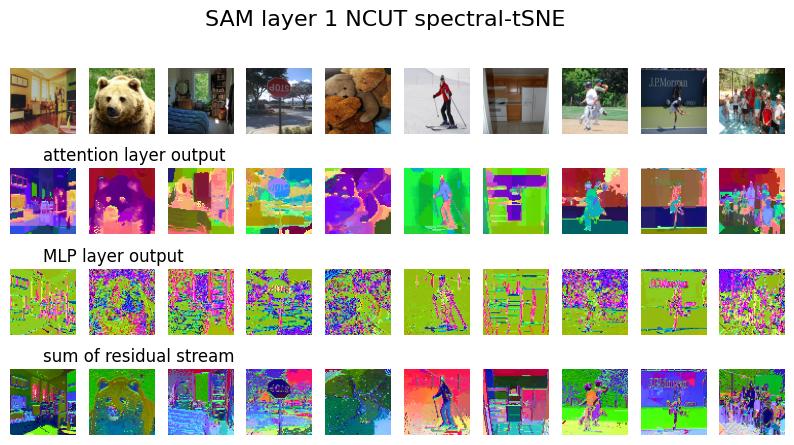 SAM layer 1 NCUT spectral-tSNE
STOP
J.P.Morgan
attention layer output
MLP layer output
sum of residual stream